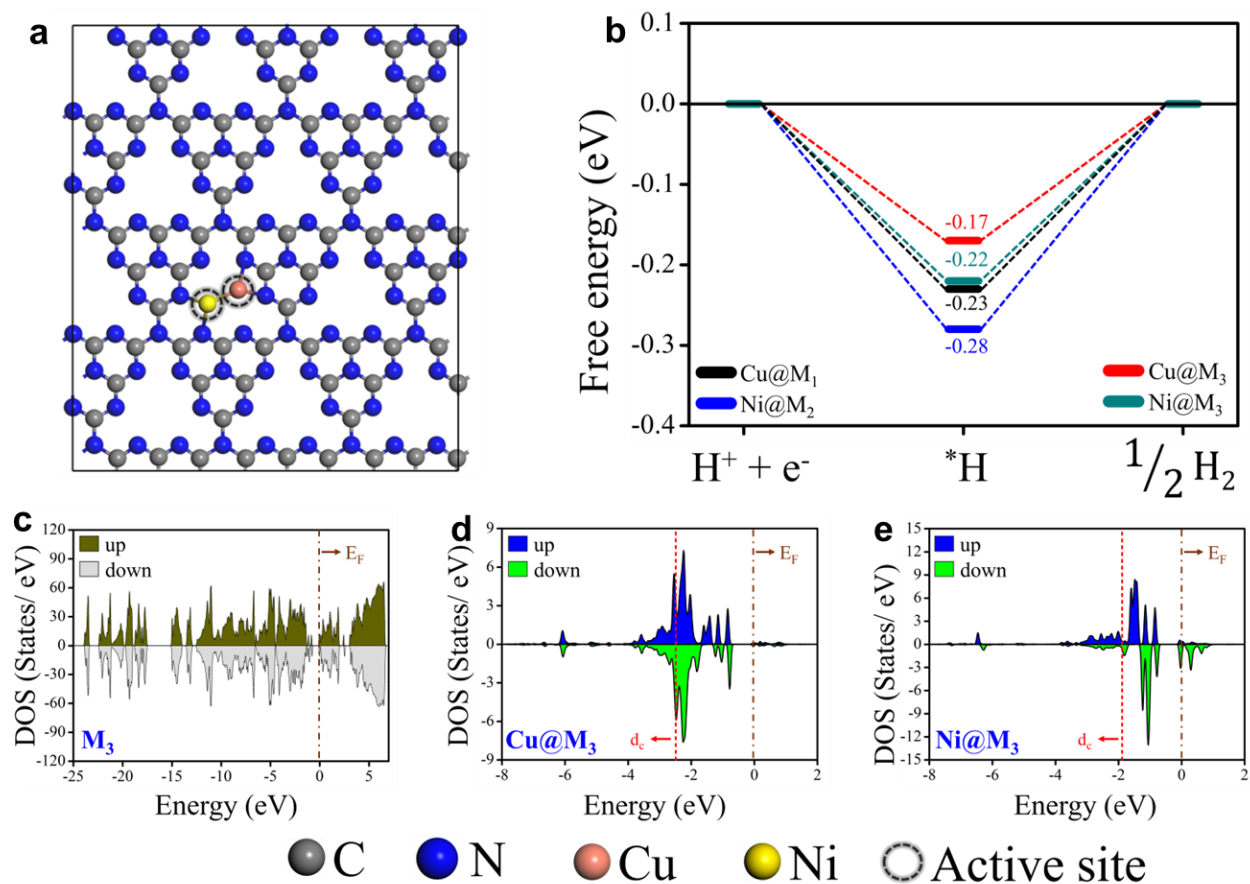 a
b
Free energy (eV)
0.1
0.0
-0.1
-0.2
-0.3
-0.4
-0.17
-0.22
-0.23
-0.28
Cu@M₁
Ni@M₂
Cu@M₃
Ni@M₃
H⁺ + e⁻
*H
1/2 H₂
c
DOS (States/ eV)
120
90
60
30
0
-30
-60
-90
-120
up
down
E_F
M₃
-25 -20 -15 -10 -5 0 5
Energy (eV)
d
DOS (States/ eV)
9
6
3
0
-3
-6
-9
up
down
E_F
d_c
Cu@M₃
-8 -6 -4 -2 0 2
Energy (eV)
e
DOS (States/ eV)
15
12
9
6
3
0
-3
-6
-9
-12
-15
up
down
E_F
d_c
Ni@M₃
-8 -6 -4 -2 0 2
Energy (eV)
C N Cu Ni Active site